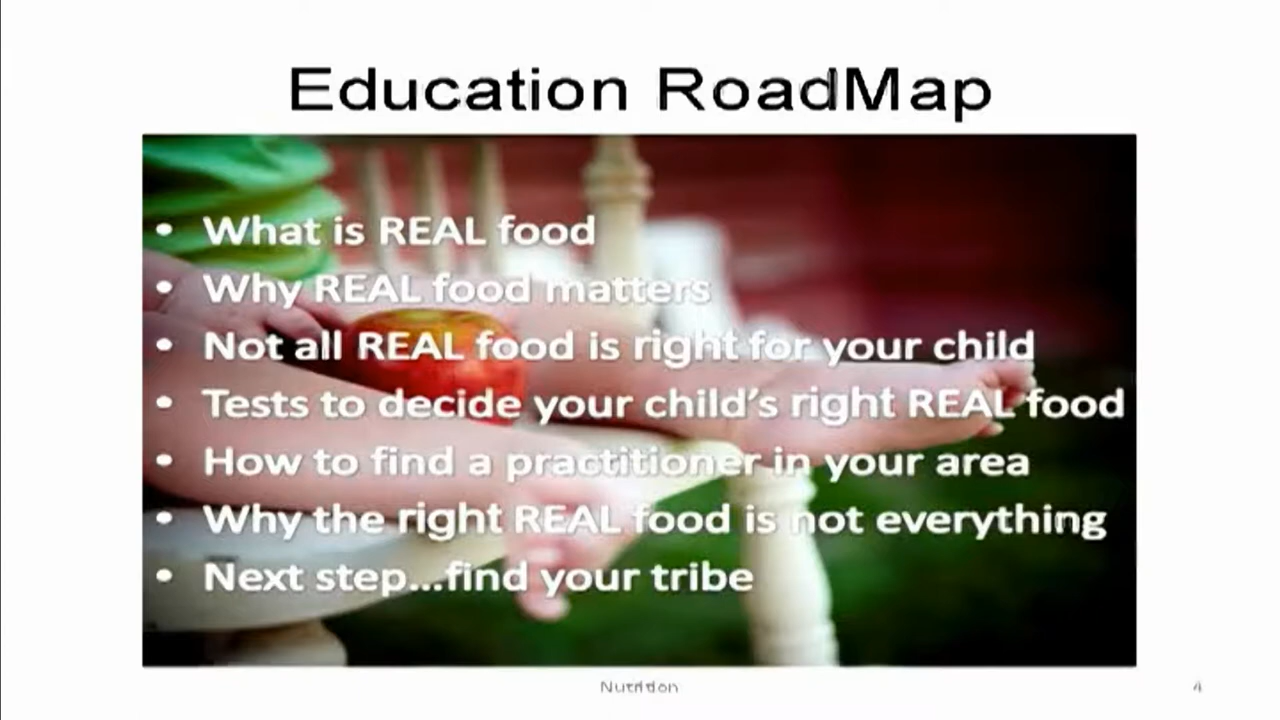 Education RoadMap
• What is REAL food
• Why REAL food matters
• Not all REAL food is right for your child
• Tests to decide your child's right REAL food
• How to find a practitioner in your area
• Why the right REAL food is not everything
• Next step...find your tribe
Nutrition
4